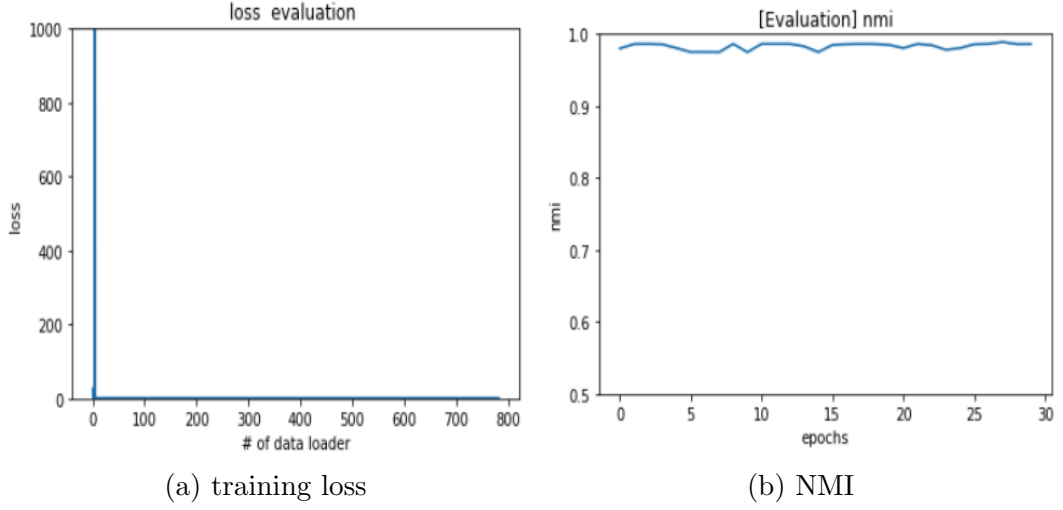 loss evaluation
1000
800
600
400
200
0
loss
0 100 200 300 400 500 600 700 800
# of data loader
(a) training loss
[Evaluation] nmi
1.0
0.9
0.8
0.7
0.6
0.5
nmi
0 5 10 15 20 25 30
epochs
(b) NMI